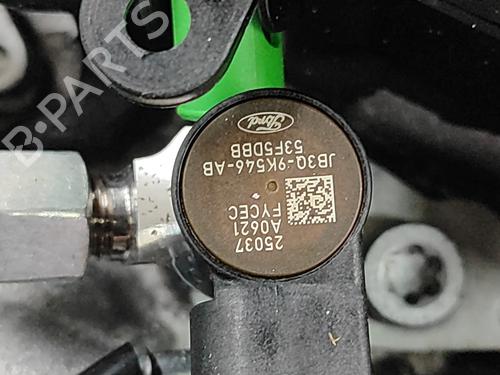 Ford
53F5DBB
JB3Q-9K546-AB
FYCEC
A0621
25037
B-PARTS